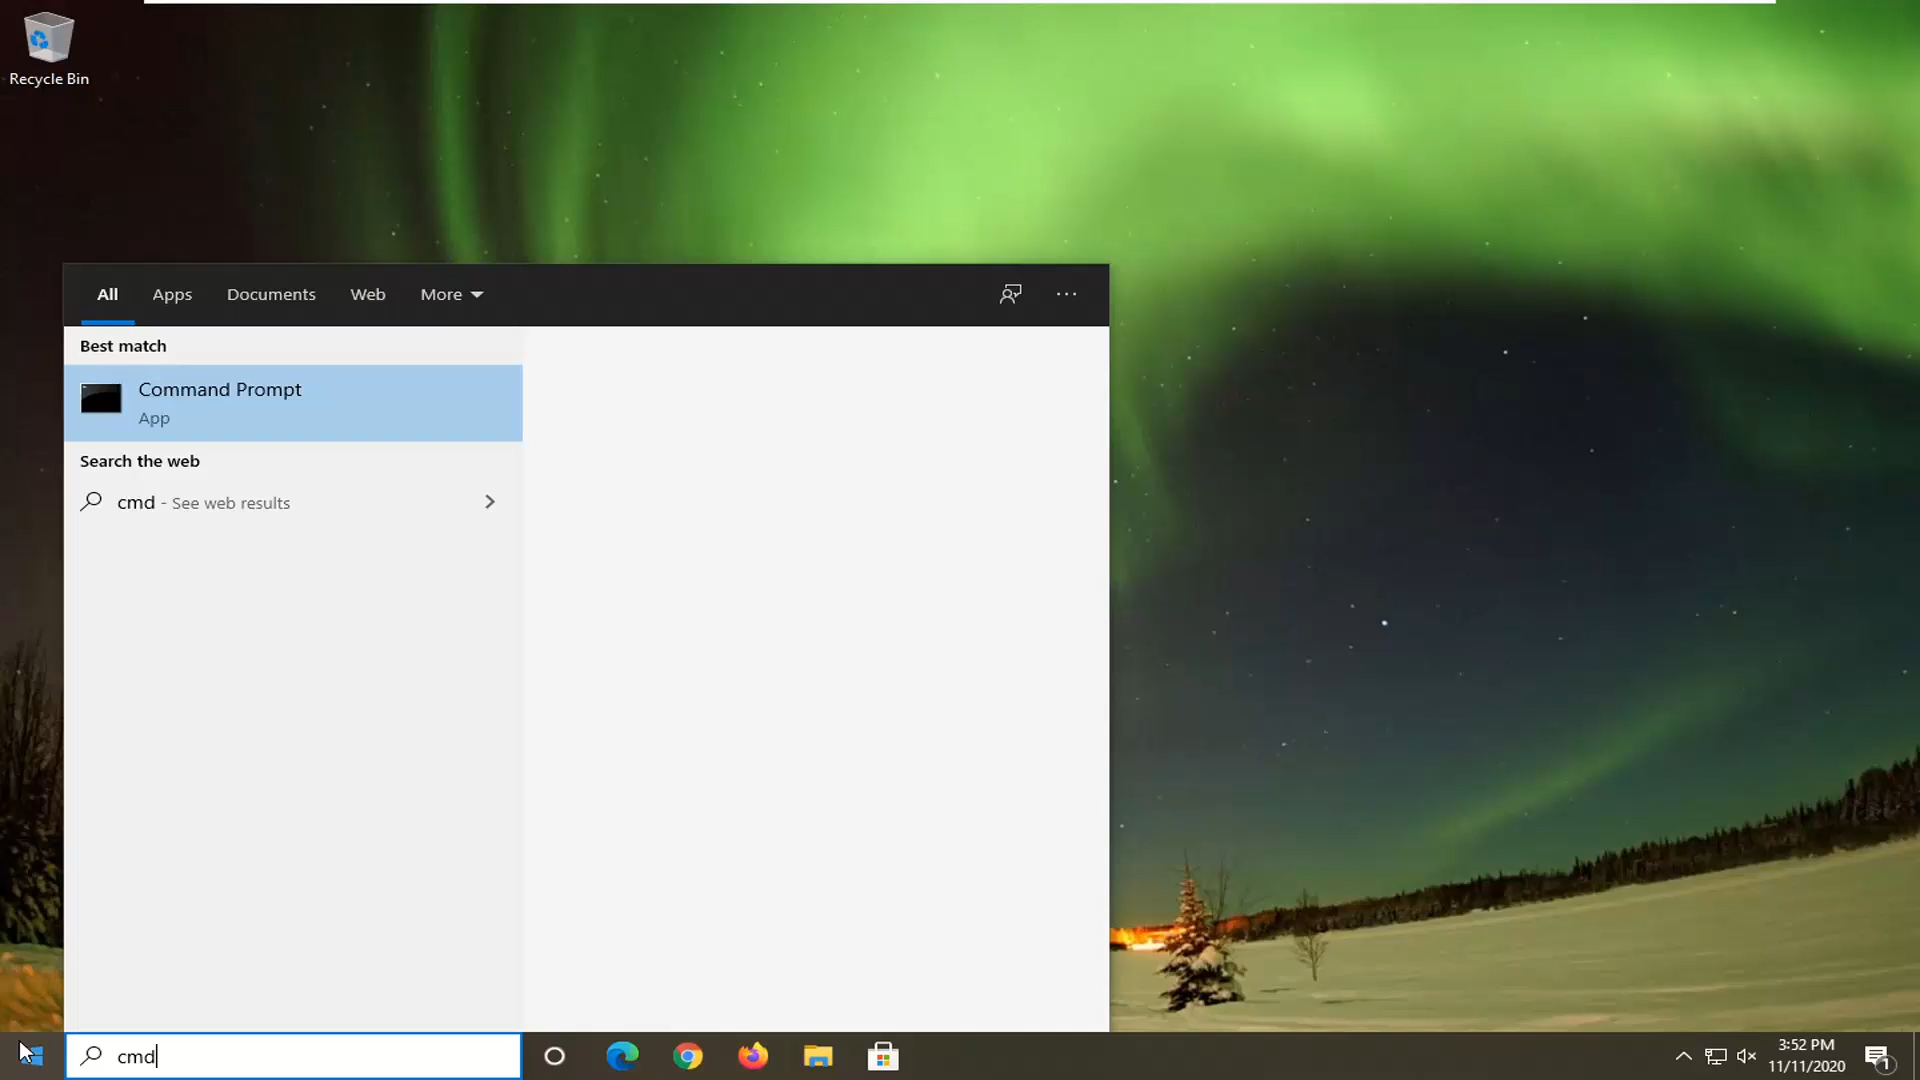 Recycle Bin
All Apps Documents Web More
Best match
Command Prompt
App
Search the web
cmd - See web results
cmd
3:52 PM
11/11/2020
1